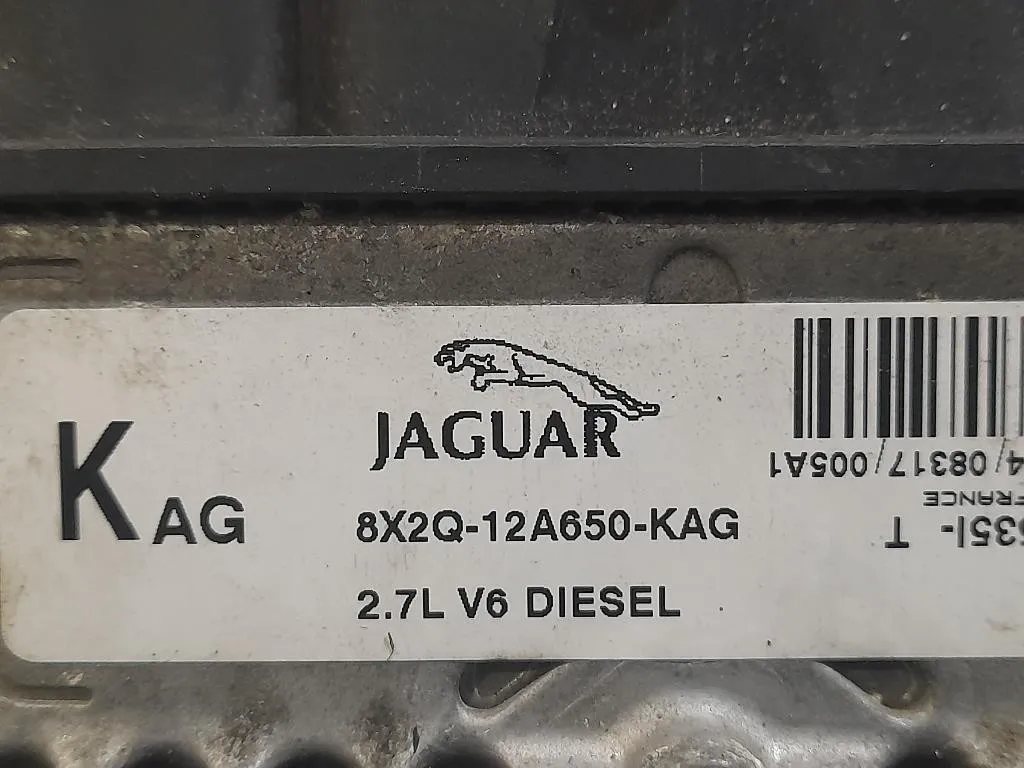 K AG
JAGUAR
8X2Q-12A650-KAG
2.7L V6 DIESEL
T
FRANCE
4/ 08317/ 005A1